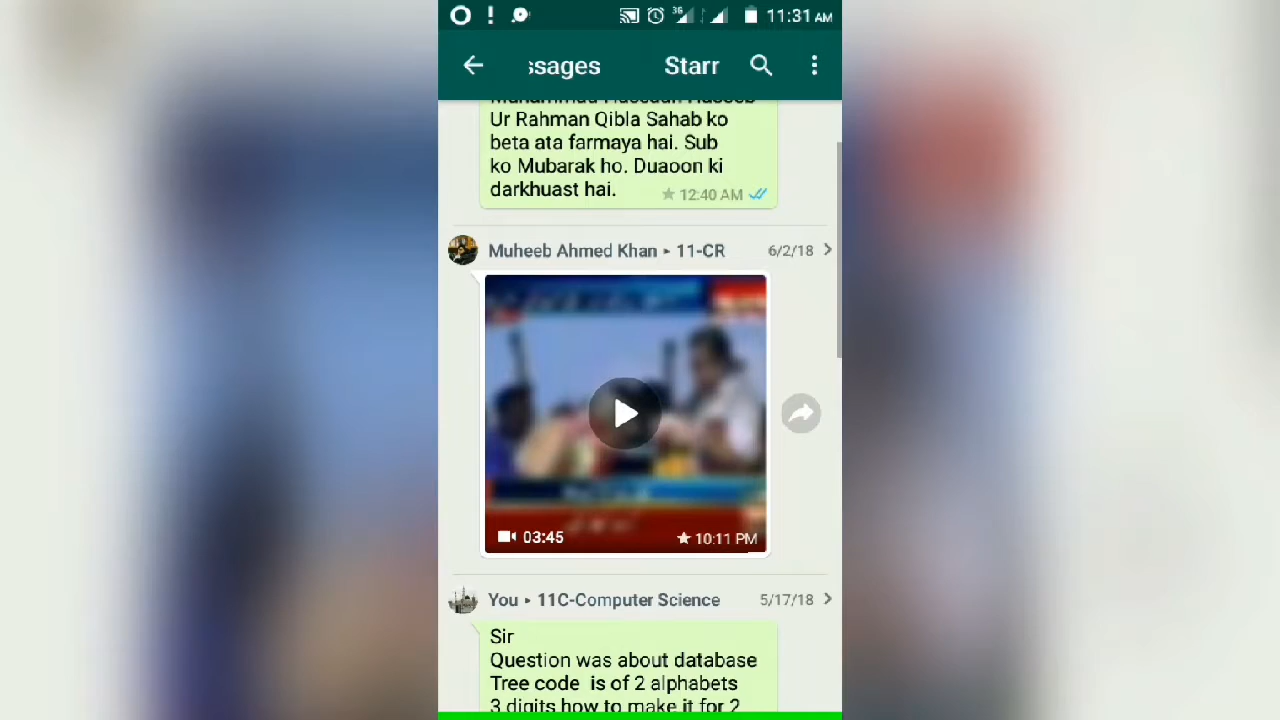 3G 11:31 AM
ssages Starr
Ur Rahman Qibla Sahab ko
beta ata farmaya hai. Sub
ko Mubarak ho. Duaoon ki
darkhuast hai.
12:40 AM
Muheeb Ahmed Khan ▸ 11-CR 6/2/18
03:45 10:11 PM
You ▸ 11C-Computer Science 5/17/18
Sir
Question was about database
Tree code is of 2 alphabets
3 digits how to make it for 2